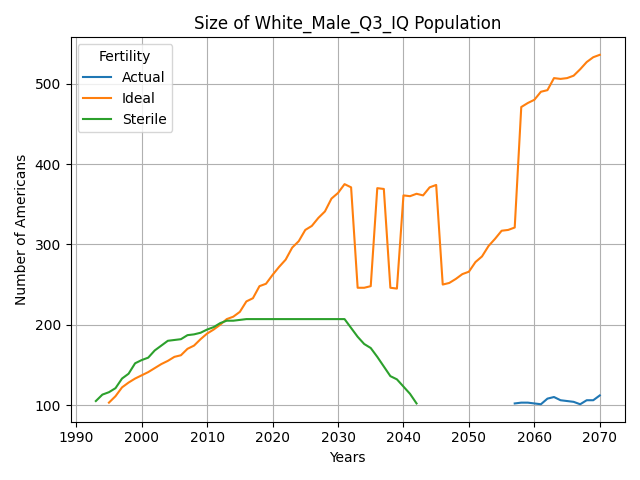 Size of White_Male_Q3_IQ Population
Fertility
Actual
Ideal
Sterile
Number of Americans
500
400
300
200
100
1990
2000
2010
2020
2030
2040
2050
2060
2070
Years